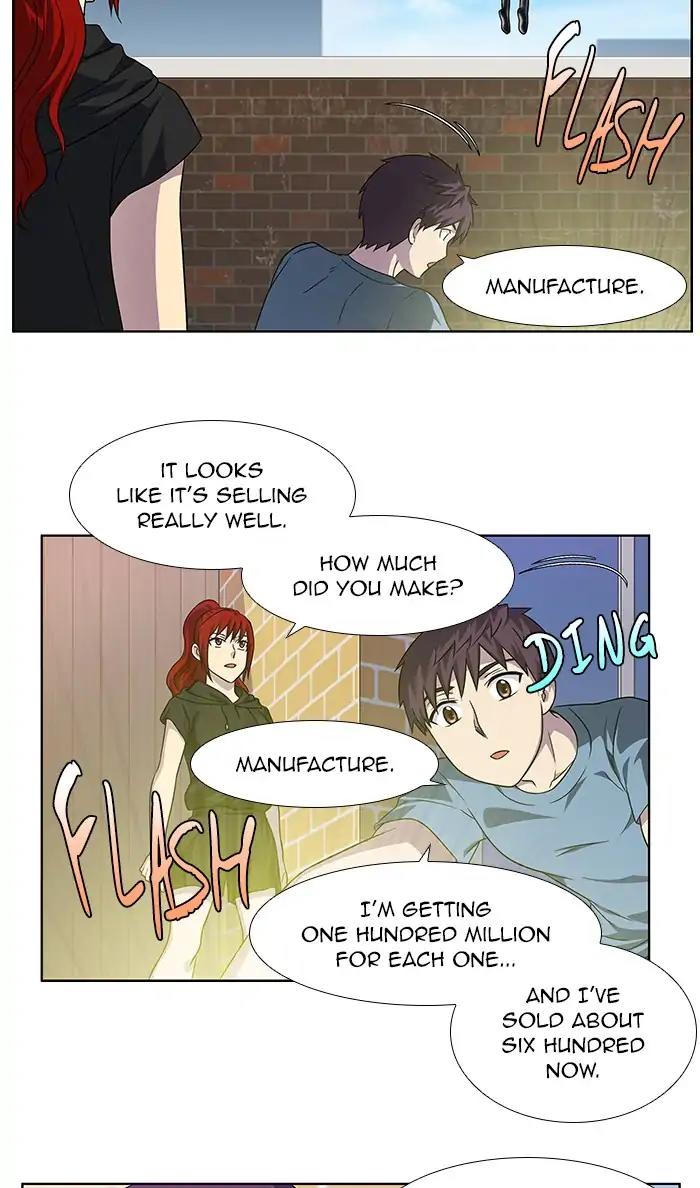 FLASH
MANUFACTURE.
IT LOOKS
LIKE IT'S SELLING
REALLY WELL.
HOW MUCH
DID YOU MAKE?
DING
MANUFACTURE.
FLASH
I'M GETTING
ONE HUNDRED MILLION
FOR EACH ONE...
AND I'VE
SOLD ABOUT
SIX HUNDRED
NOW.